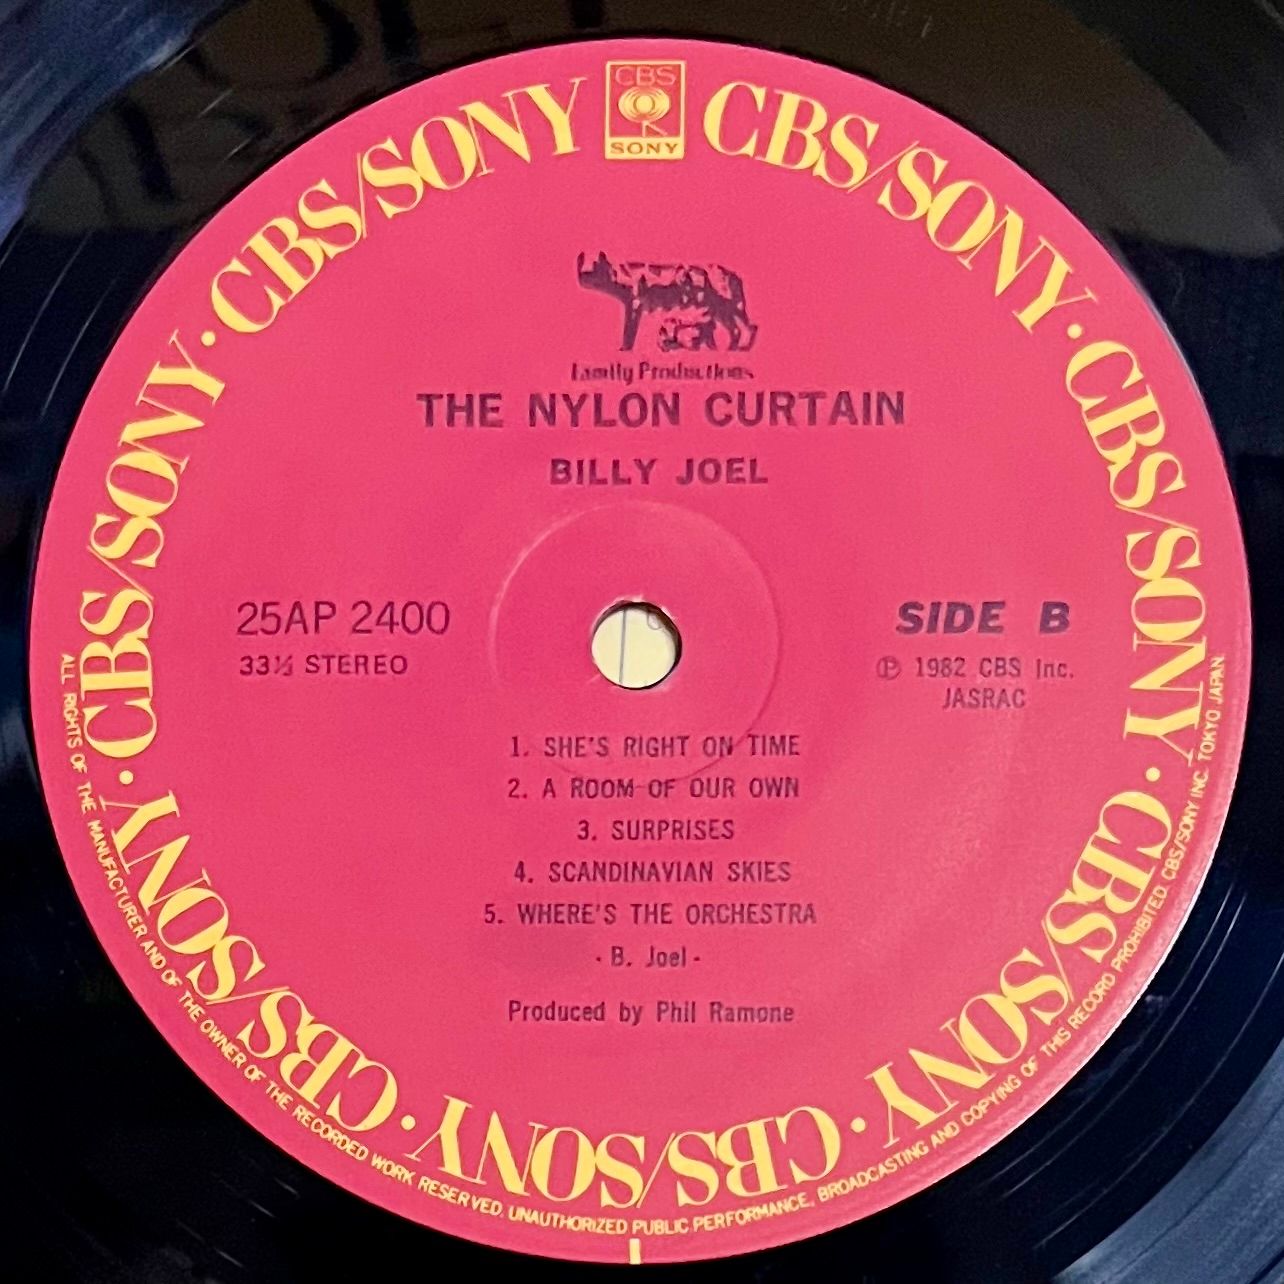 CBS
SONY
CBS/SONY · CBS/SONY · CBS/SONY · CBS/SONY · CBS/SONY · CBS/SONY · CBS/SONY
Family Productions
THE NYLON CURTAIN
BILLY JOEL
25AP 2400
33⅓ STEREO
SIDE B
℗ 1982 CBS Inc.
JASRAC
1. SHE'S RIGHT ON TIME
2. A ROOM OF OUR OWN
3. SURPRISES
4. SCANDINAVIAN SKIES
5. WHERE'S THE ORCHESTRA
- B. Joel -
Produced by Phil Ramone
ALL RIGHTS OF THE MANUFACTURER AND OF THE OWNER OF THE RECORDED WORK RESERVED. UNAUTHORIZED PUBLIC PERFORMANCE, BROADCASTING AND COPYING OF THIS RECORD PROHIBITED. CBS/SONY INC. TOKYO JAPAN